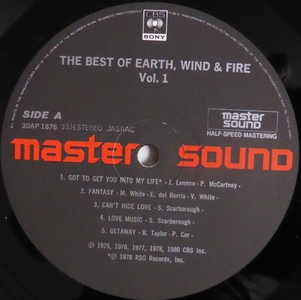 CBS
SONY
THE BEST OF EARTH, WIND & FIRE
Vol. 1
SIDE A
30AP 1876 33⅓ STEREO JASRAC
master
sound
HALF-SPEED MASTERING
master sound
1. GOT TO GET YOU INTO MY LIFE* - J. Lennon - P. McCartney -
2. FANTASY - M. White - E. del Barrio - V. White -
3. CAN'T HIDE LOVE - S. Scarborough -
4. LOVE MUSIC - S. Scarborough -
5. GETAWAY - B. Taylor - P. Cor -
℗ 1975, 1976, 1977, 1978, 1980 CBS Inc.
*℗ 1978 RSO Records, Inc.